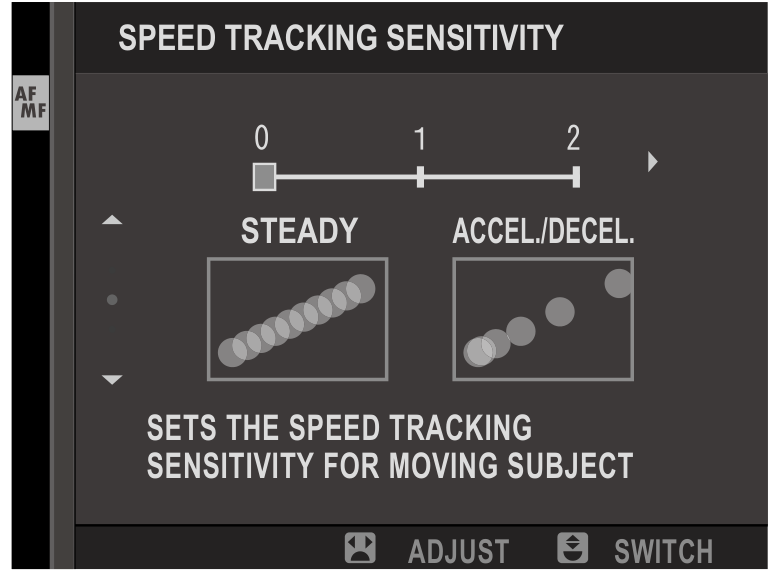 SPEED TRACKING SENSITIVITY
AF
MF
0 1 2
STEADY ACCEL./DECEL.
SETS THE SPEED TRACKING
SENSITIVITY FOR MOVING SUBJECT
ADJUST SWITCH